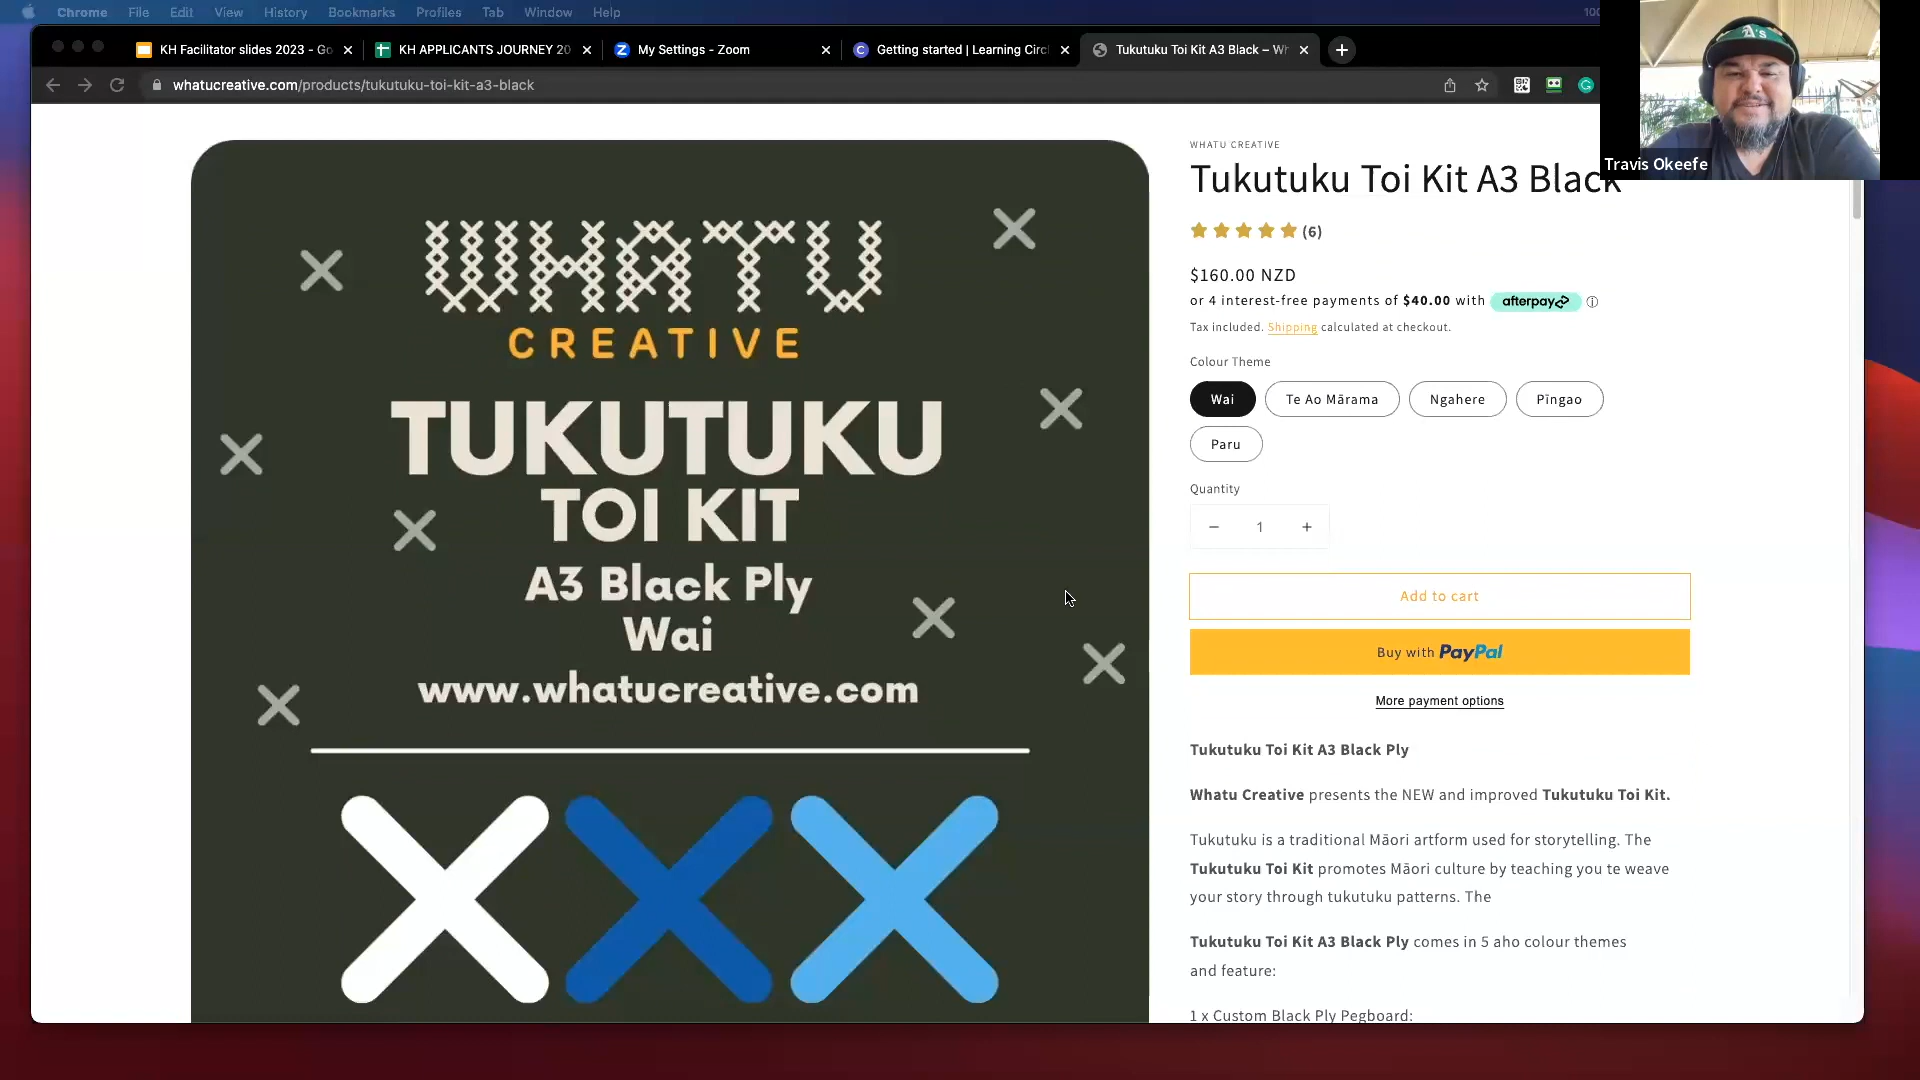 Chrome File Edit View History Bookmarks Profiles Tab Window Help
KH Facilitator slides 2023 - Go
KH APPLICANTS JOURNEY 20
My Settings - Zoom
Getting started | Learning Circl
Tukutuku Toi Kit A3 Black – Wh
whatucreative.com/products/tukutuku-toi-kit-a3-black
A's
Travis Okeefe
WHATU
CREATIVE
TUKUTUKU
TOI KIT
A3 Black Ply
Wai
www.whatucreative.com
WHATU CREATIVE
Tukutuku Toi Kit A3 Black
(6)
$160.00 NZD
or 4 interest-free payments of $40.00 with afterpay
Tax included. Shipping calculated at checkout.
Colour Theme
Wai
Te Ao Mārama
Ngahere
Pīngao
Paru
Quantity
− 1 +
Add to cart
Buy with PayPal
More payment options
Tukutuku Toi Kit A3 Black Ply
Whatu Creative presents the NEW and improved Tukutuku Toi Kit.
Tukutuku is a traditional Māori artform used for storytelling. The
Tukutuku Toi Kit promotes Māori culture by teaching you te weave
your story through tukutuku patterns. The
Tukutuku Toi Kit A3 Black Ply comes in 5 aho colour themes
and feature:
1 x Custom Black Ply Pegboard: